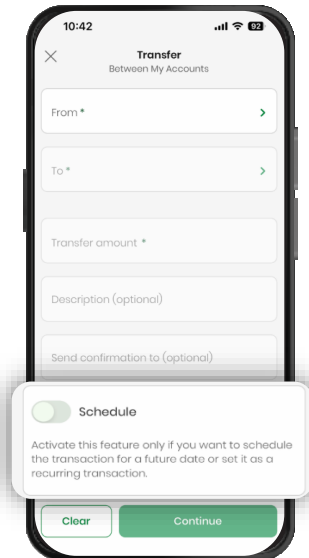 10:42
92
Transfer
Between My Accounts
From *
To *
Transfer amount *
Description (optional)
Send confirmation to (optional)
Schedule
Activate this feature only if you want to schedule
the transaction for a future date or set it as a
recurring transaction.
Clear Continue